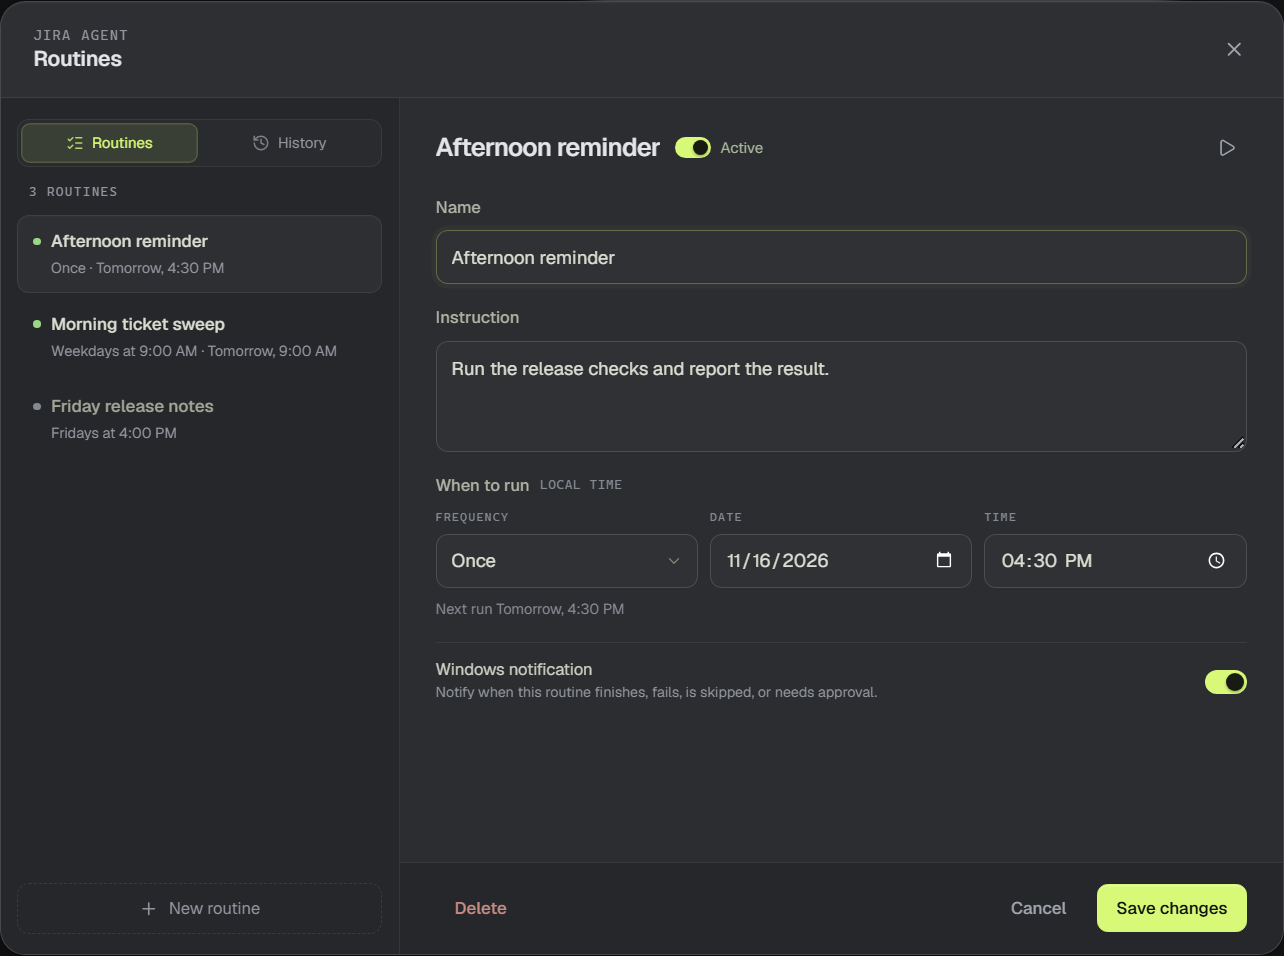 JIRA AGENT
Routines
Routines
History
3 ROUTINES
Afternoon reminder
Once · Tomorrow, 4:30 PM
Morning ticket sweep
Weekdays at 9:00 AM · Tomorrow, 9:00 AM
Friday release notes
Fridays at 4:00 PM
New routine
Afternoon reminder
Active
Name
Afternoon reminder
Instruction
Run the release checks and report the result.
When to run LOCAL TIME
FREQUENCY
DATE
TIME
Once
11/16/2026
04:30 PM
Next run Tomorrow, 4:30 PM
Windows notification
Notify when this routine finishes, fails, is skipped, or needs approval.
Delete
Cancel
Save changes